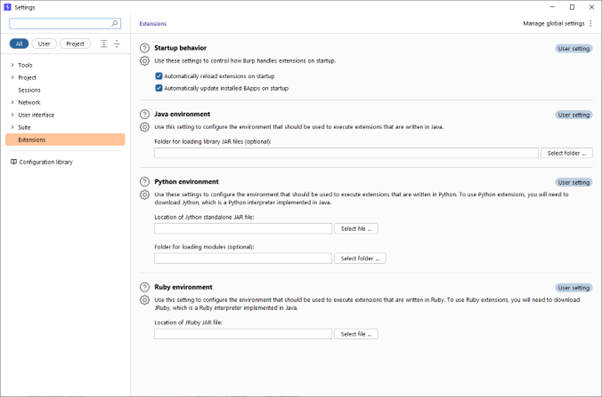 Settings
Extensions
Manage global settings
All
User
Project
Tools
Project
Sessions
Network
User interface
Suite
Extensions
Configuration library
Startup behavior
User setting
Use these settings to control how Burp handles extensions on startup.
Automatically reload extensions on startup
Automatically update installed BApps on startup
Java environment
User setting
Use this setting to configure the environment that should be used to execute extensions that are written in Java.
Folder for loading library JAR files (optional):
Select folder ...
Python environment
User setting
Use these settings to configure the environment that should be used to execute extensions that are written in Python. To use Python extensions, you will need to
download Jython, which is a Python interpreter implemented in Java.
Location of Jython standalone JAR file:
Select file ...
Folder for loading modules (optional):
Select folder ...
Ruby environment
User setting
Use this setting to configure the environment that should be used to execute extensions that are written in Ruby. To use Ruby extensions, you will need to download
JRuby, which is a Ruby interpreter implemented in Java.
Location of JRuby JAR file:
Select file ...